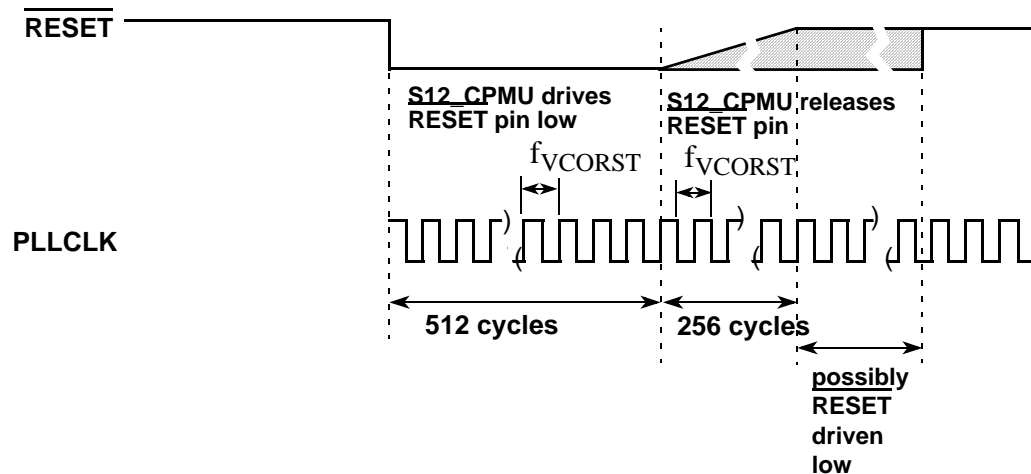 RESET
S12_CPMU drives
RESET pin low
S12_CPMU releases
RESET pin
fVCORST
fVCORST
PLLCLK
)
(
)
(
)
(
512 cycles
256 cycles
possibly
RESET
driven
low